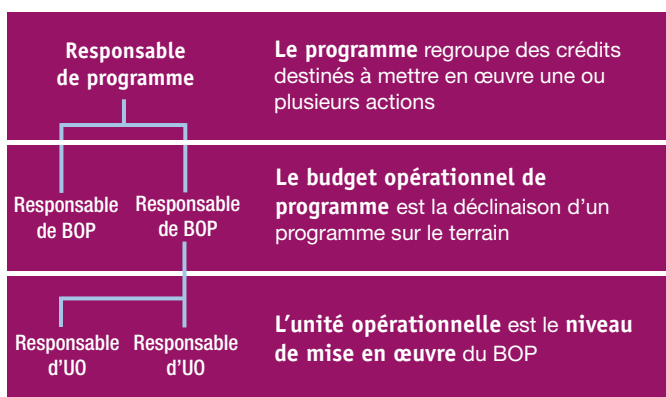 Responsable
de programme
Le programme regroupe des crédits
destinés à mettre en œuvre une ou
plusieurs actions
Responsable
de BOP
Responsable
de BOP
Le budget opérationnel de
programme est la déclinaison d’un
programme sur le terrain
Responsable
d’UO
Responsable
d’UO
L’unité opérationnelle est le niveau
de mise en œuvre du BOP